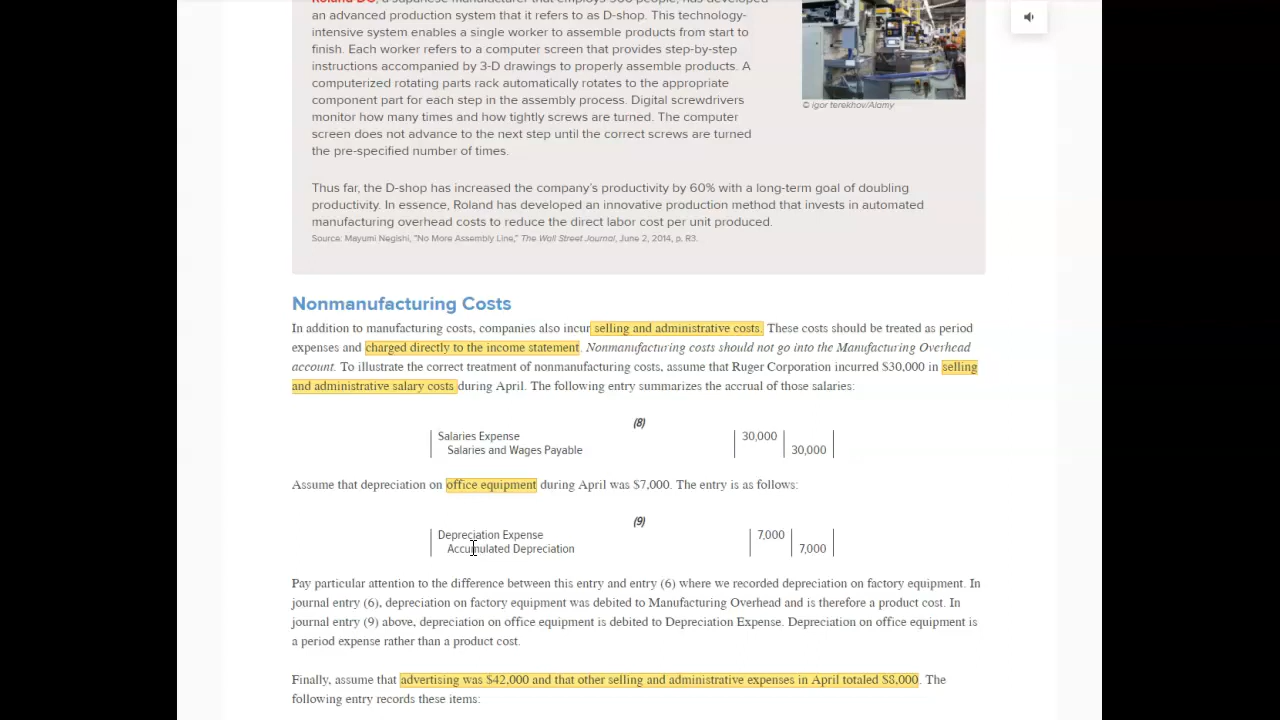 an advanced production system that it refers to as D-shop. This technology-
intensive system enables a single worker to assemble products from start to
finish. Each worker refers to a computer screen that provides step-by-step
instructions accompanied by 3-D drawings to properly assemble products. A
computerized rotating parts rack automatically rotates to the appropriate
component part for each step in the assembly process. Digital screwdrivers
monitor how many times and how tightly screws are turned. The computer
screen does not advance to the next step until the correct screws are turned
the pre-specified number of times.
© igor terekhov/Alamy
Thus far, the D-shop has increased the company's productivity by 60% with a long-term goal of doubling
productivity. In essence, Roland has developed an innovative production method that invests in automated
manufacturing overhead costs to reduce the direct labor cost per unit produced.
Source: Mayumi Negishi, "No More Assembly Line," The Wall Street Journal, June 2, 2014, p. R3.
Nonmanufacturing Costs
In addition to manufacturing costs, companies also incur selling and administrative costs. These costs should be treated as period
expenses and charged directly to the income statement. Nonmanufacturing costs should not go into the Manufacturing Overhead
account. To illustrate the correct treatment of nonmanufacturing costs, assume that Ruger Corporation incurred $30,000 in selling
and administrative salary costs during April. The following entry summarizes the accrual of those salaries:
(8)
Salaries Expense 30,000
Salaries and Wages Payable 30,000
Assume that depreciation on office equipment during April was $7,000. The entry is as follows:
(9)
Depreciation Expense 7,000
Accumulated Depreciation 7,000
Pay particular attention to the difference between this entry and entry (6) where we recorded depreciation on factory equipment. In
journal entry (6), depreciation on factory equipment was debited to Manufacturing Overhead and is therefore a product cost. In
journal entry (9) above, depreciation on office equipment is debited to Depreciation Expense. Depreciation on office equipment is
a period expense rather than a product cost.
Finally, assume that advertising was $42,000 and that other selling and administrative expenses in April totaled $8,000. The
following entry records these items: